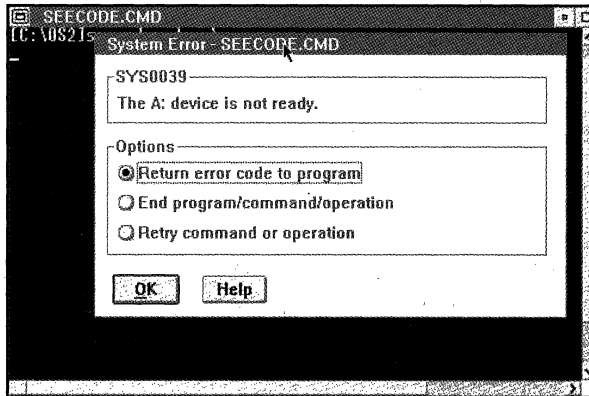 SEECODE.CMD
[C:\OS2]s
System Error - SEECODE.CMD
SYS0039
The A: device is not ready.
Options
Return error code to program
End program/command/operation
Retry command or operation
OK Help